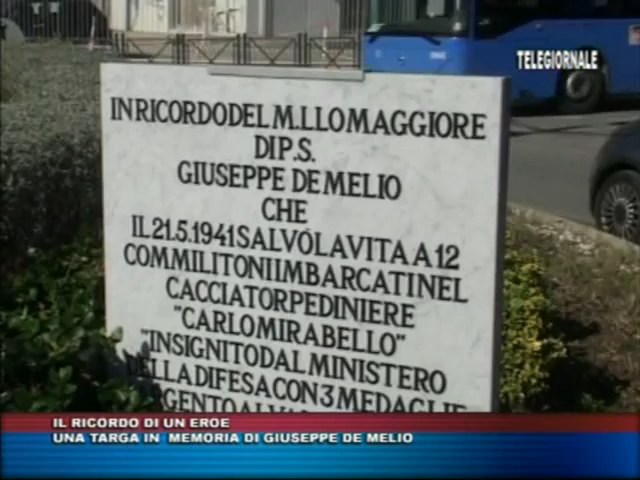 TELEGIORNALE
IN RICORDO DEL M.LLO MAGGIORE
DI P.S.
GIUSEPPE DE MELIO
CHE
IL 21.5.1941 SALVÒ LA VITA A 12
COMMILITONI IMBARCATI NEL
CACCIATORPEDINIERE
"CARLO MIRABELLO"
"INSIGNITO DAL MINISTERO
DELLA DIFESA CON 3 MEDAGLIE
IL RICORDO DI UN EROE
UNA TARGA IN MEMORIA DI GIUSEPPE DE MELIO